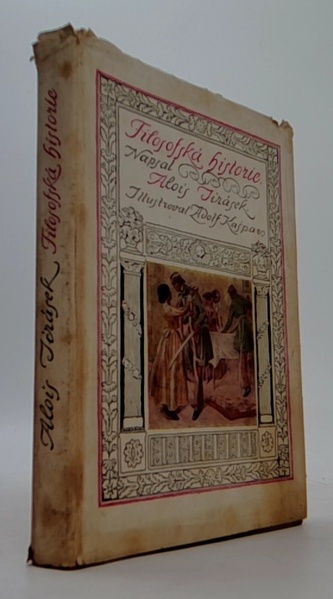 Filosofská historie
Napsal
Alois Jirásek
Illustroval Adolf Kašpar
Alois Jirásek Filosofská historie